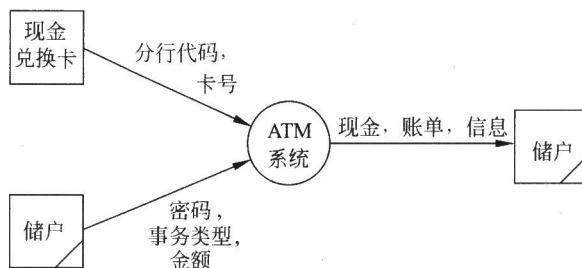 现金
兑换卡
分行代码，
卡号
ATM
系统
现金，账单，信息
储户
储户
密码，
事务类型，
金额